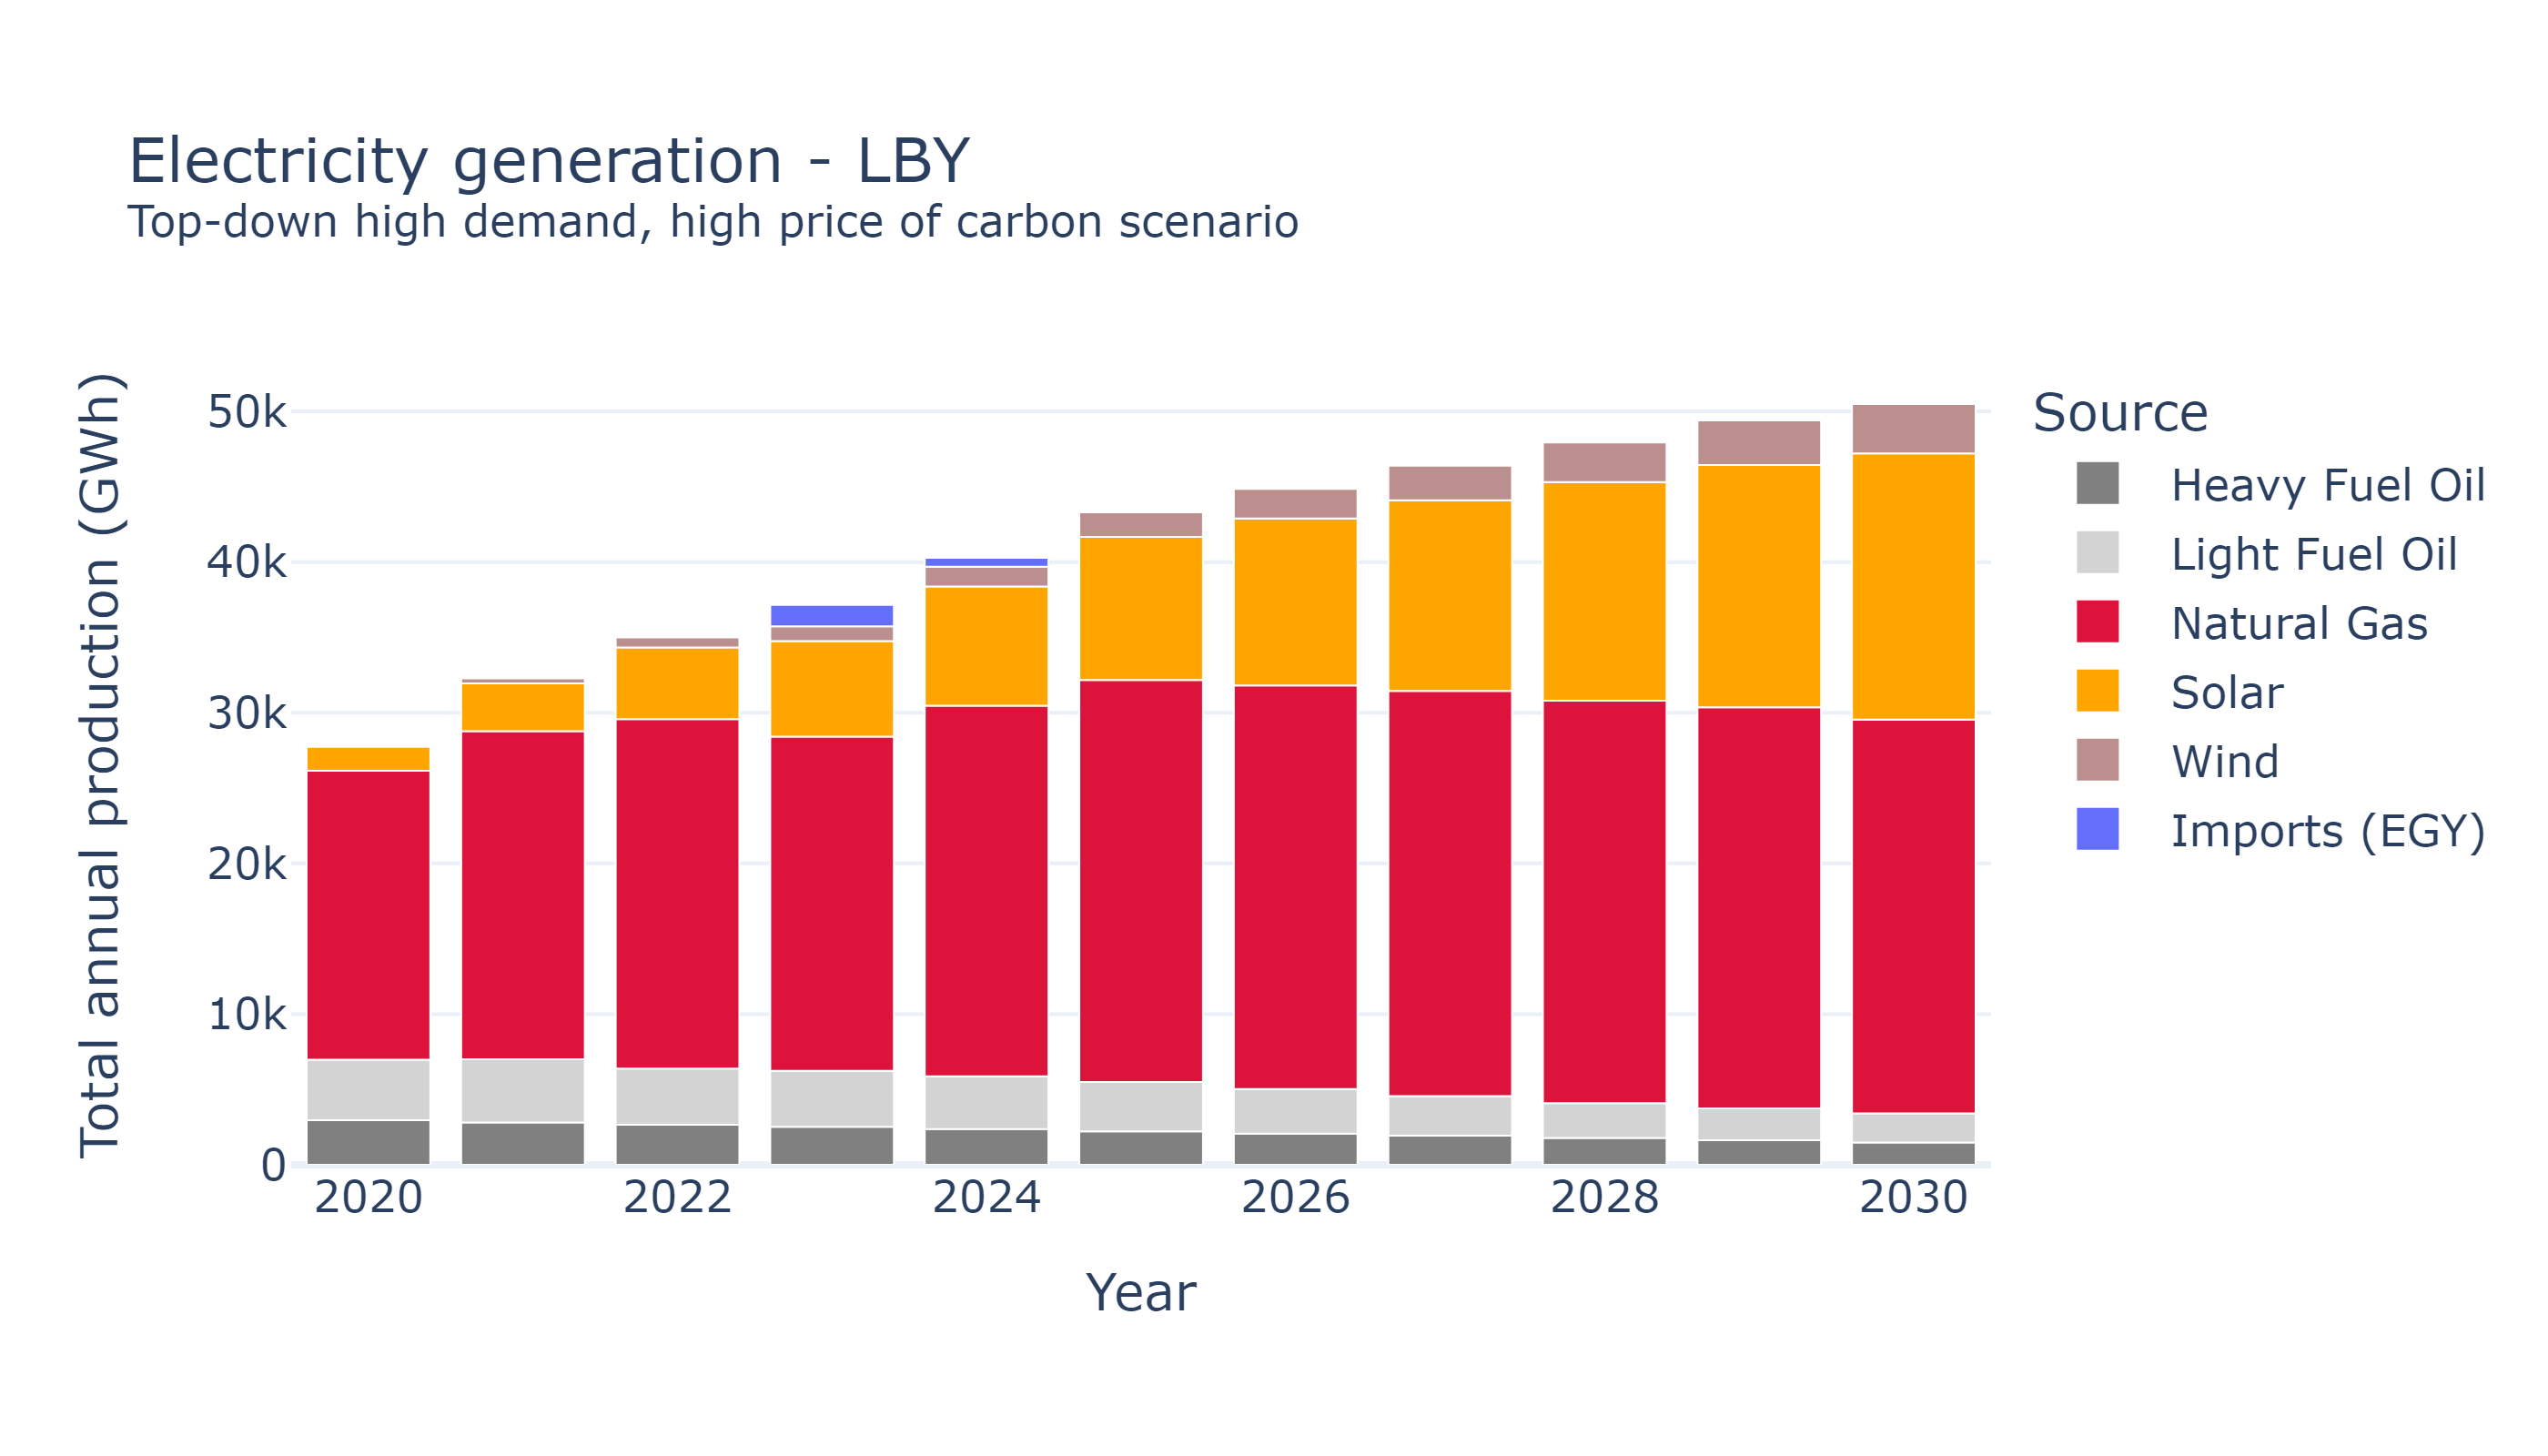 Electricity generation - LBY
Top-down high demand, high price of carbon scenario
Total annual production (GWh)
50k
40k
30k
20k
10k
0
2020
2022
2024
2026
2028
2030
Year
Source
Heavy Fuel Oil
Light Fuel Oil
Natural Gas
Solar
Wind
Imports (EGY)